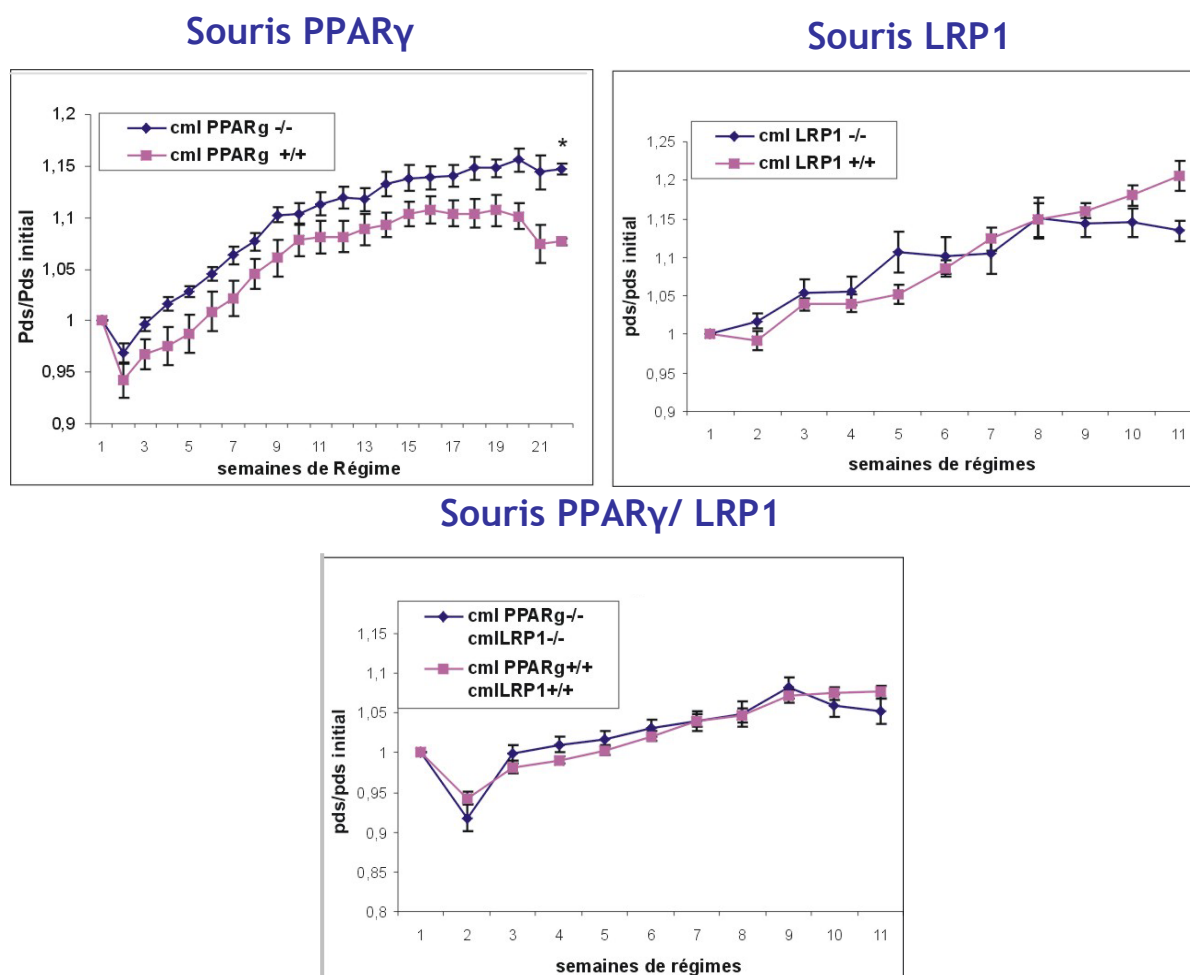 Souris PPARγ
1,2
1,15
1,1
1,05
1
0,95
0,9
Pds/Pds initial
cml PPARg -/-
cml PPARg +/+
*
1 3 5 7 9 11 13 15 17 19 21
semaines de Régime
Souris LRP1
1,25
1,2
1,15
1,1
1,05
1
0,95
0,9
pds/pds initial
cml LRP1 -/-
cml LRP1 +/+
1 2 3 4 5 6 7 8 9 10 11
semaines de régimes
Souris PPARγ/ LRP1
1,15
1,1
1,05
1
0,95
0,9
0,85
0,8
pds/pds initial
cml PPARg-/-
cmlLRP1-/-
cml PPARg+/+
cmlLRP1+/+
1 2 3 4 5 6 7 8 9 10 11
semaines de régimes